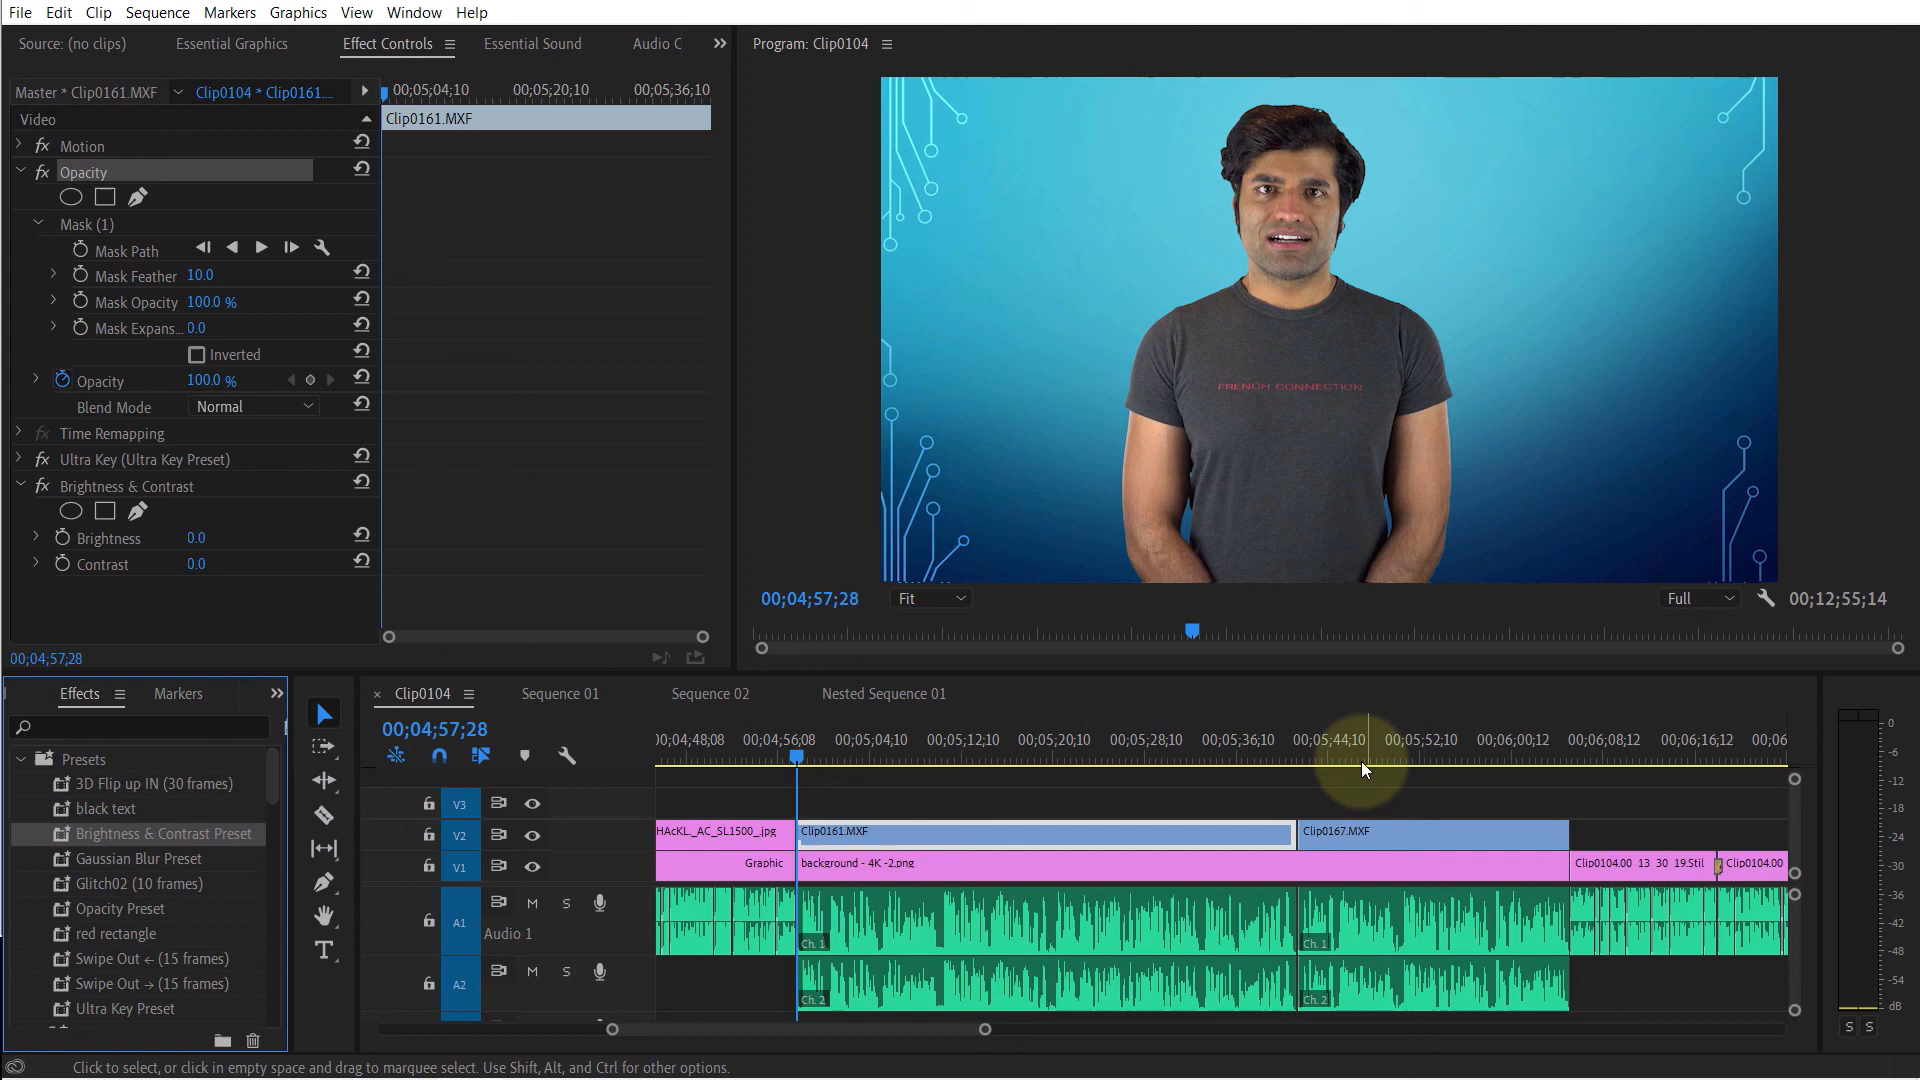 File Edit Clip Sequence Markers Graphics View Window Help
Source: (no clips) Essential Graphics Effect Controls Essential Sound Audio C
Master * Clip0161.MXF Clip0104 * Clip0161....
00;05;04;10 00;05;20;10 00;05;36;10
Video
Clip0161.MXF
fx Motion
fx Opacity
Mask (1)
Mask Path
Mask Feather 10.0
Mask Opacity 100.0 %
Mask Expans... 0.0
Inverted
Opacity 100.0 %
Blend Mode Normal
fx Time Remapping
fx Ultra Key (Ultra Key Preset)
fx Brightness & Contrast
Brightness 0.0
Contrast 0.0
00;04;57;28
Program: Clip0104
FRENCH CONNECTION
00;04;57;28 Fit Full 00;12;55;14
Effects Markers
Presets
3D Flip up IN (30 frames)
black text
Brightness & Contrast Preset
Gaussian Blur Preset
Glitch02 (10 frames)
Opacity Preset
red rectangle
Swipe Out ← (15 frames)
Swipe Out → (15 frames)
Ultra Key Preset
× Clip0104 Sequence 01 Sequence 02 Nested Sequence 01
00;04;57;28
00;04;48;08 00;04;56;08 00;05;04;10 00;05;12;10 00;05;20;10 00;05;28;10 00;05;36;10 00;05;44;10 00;05;52;10 00;06;00;12 00;06;08;12 00;06;16;12 00;06
V3
V2 HAcKL_AC_SL1500_.jpg Clip0161.MXF Clip0167.MXF
V1 Graphic background - 4K -2.png Clip0104.00 13 30 19.Stil Clip0104.00
A1 M S
Audio 1
Ch. 1 Ch. 1
A2 M S
Ch. 2 Ch. 2
0
-6
-12
-18
-24
-30
-36
-42
-48
-54
dB
S S
Click to select, or click in empty space and drag to marquee select. Use Shift, Alt, and Ctrl for other options.